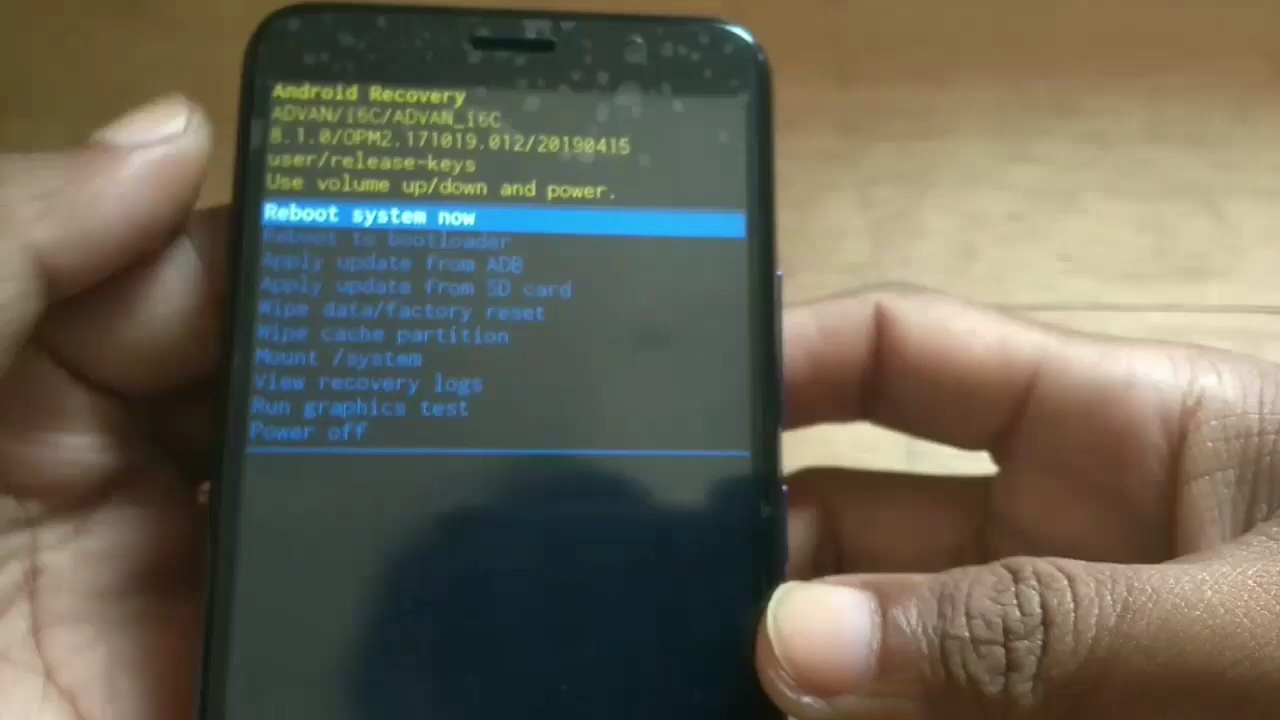 Android Recovery
ADVAN/I6C/ADVAN_I6C
8.1.0/OPM2.171019.012/20190415
user/release-keys
Use volume up/down and power.
Reboot system now
Reboot to bootloader
Apply update from ADB
Apply update from SD card
Wipe data/factory reset
Wipe cache partition
Mount /system
View recovery logs
Run graphics test
Power off